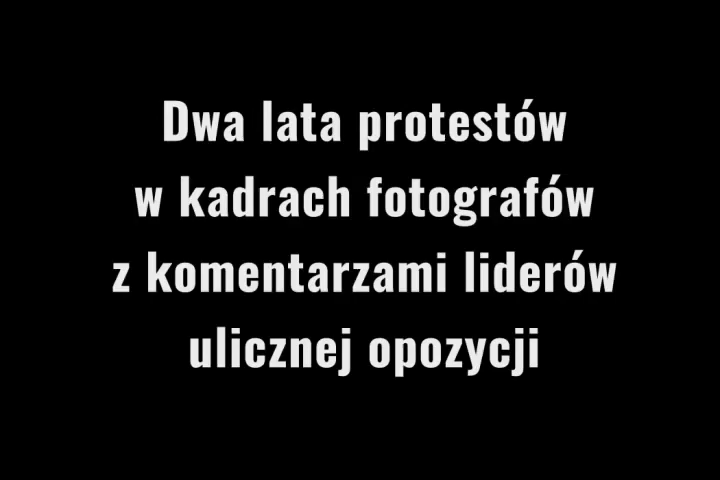 Dwa lata protestów
w kadrach fotografów
z komentarzami liderów
ulicznej opozycji